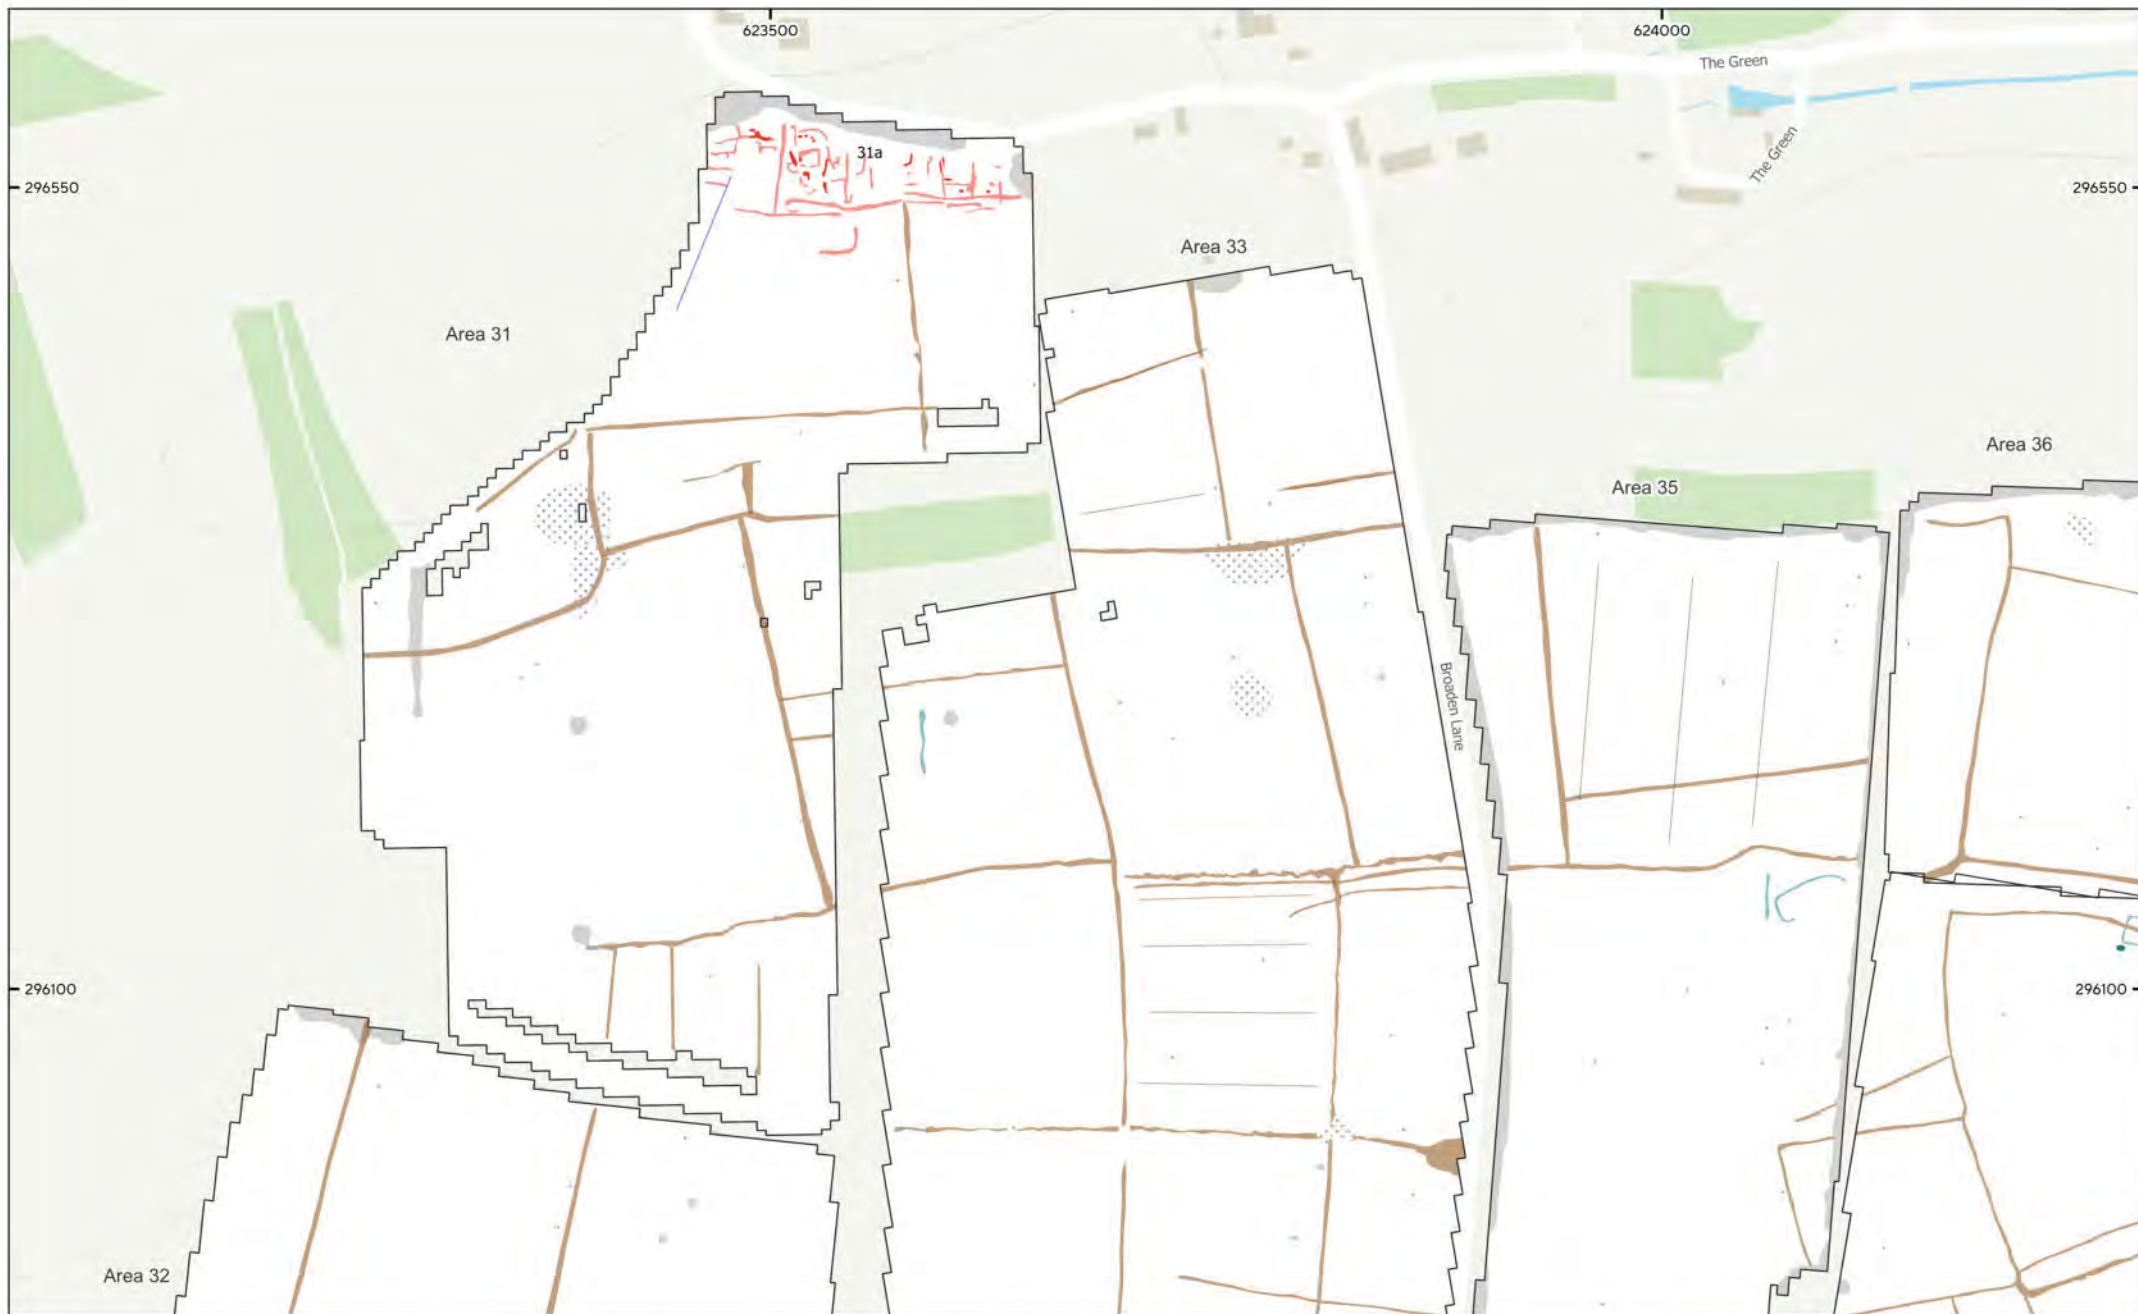 623500
624000
The Green
The Green
31a
296550
296550
Area 33
Area 31
Area 36
Area 35
Broaden Lane
296100
296100
Area 32